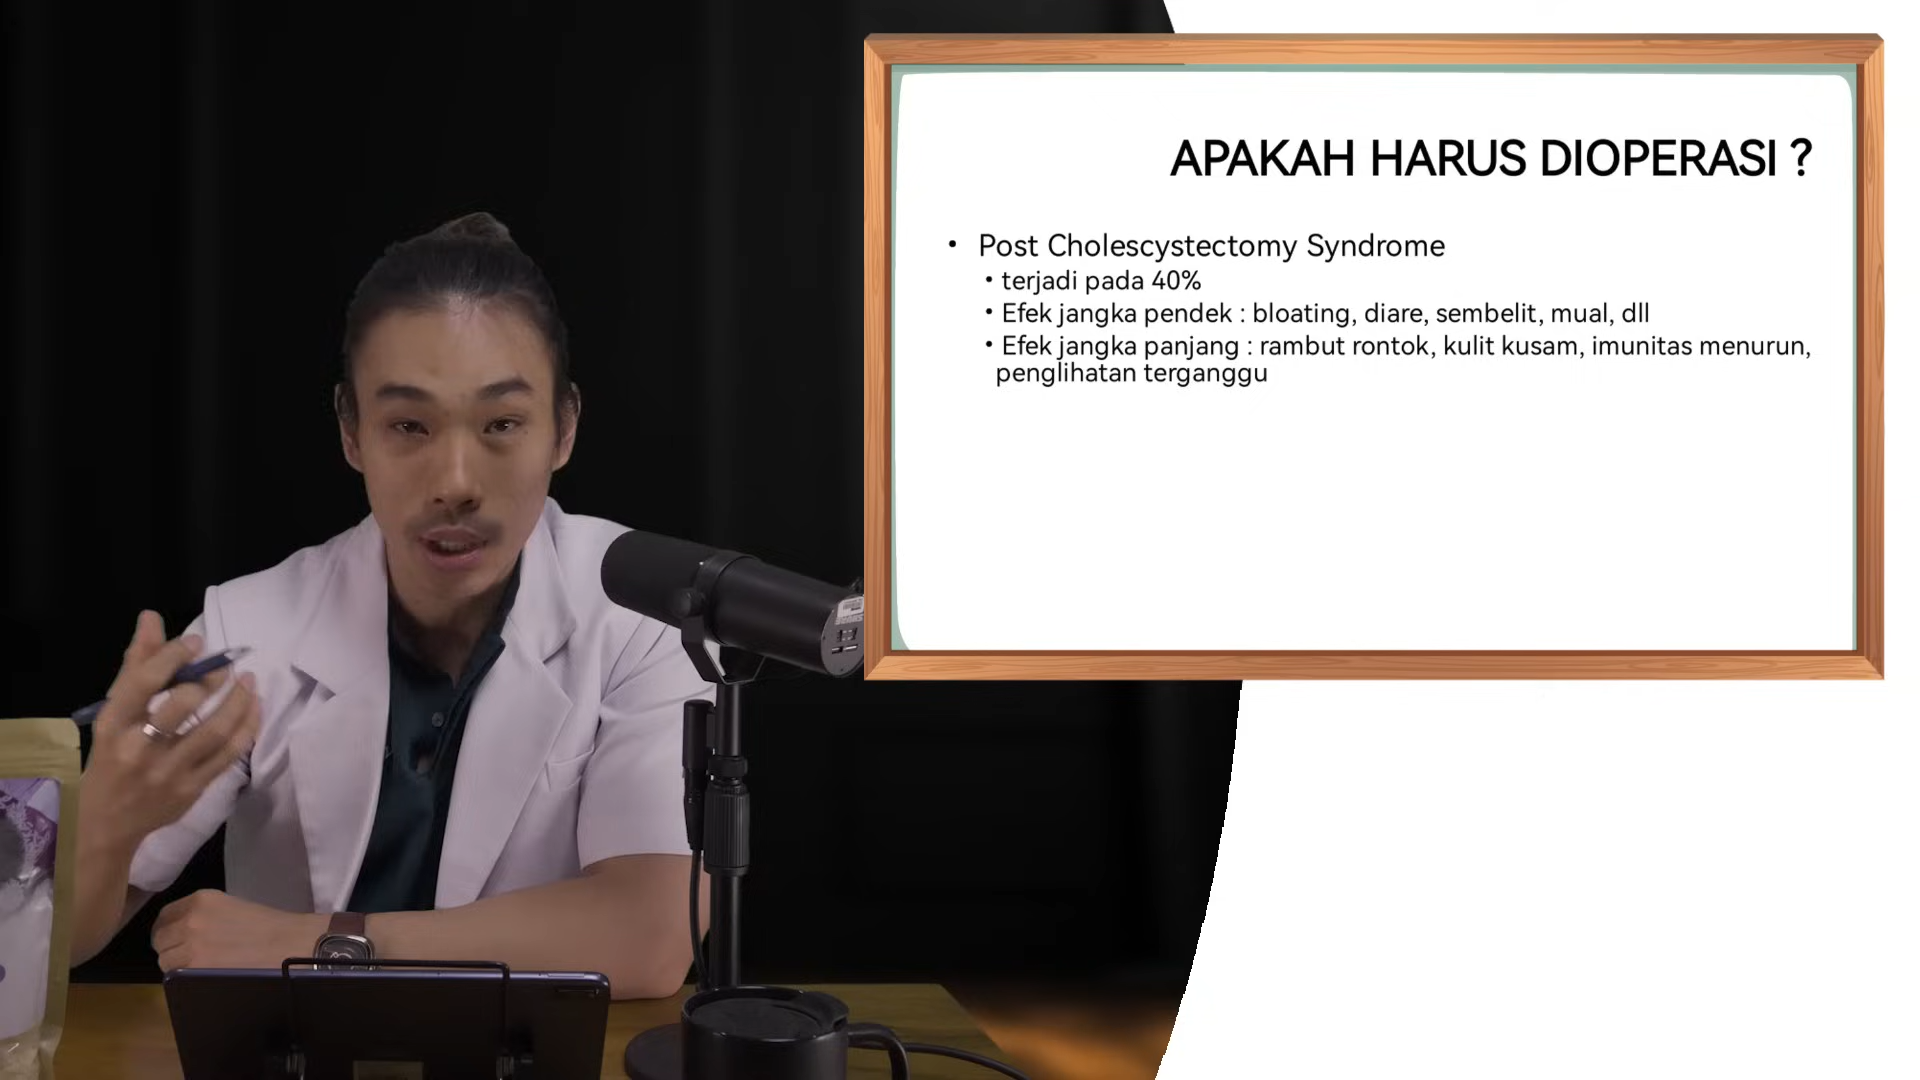 APAKAH HARUS DIOPERASI ?
• Post Cholescystectomy Syndrome
• terjadi pada 40%
• Efek jangka pendek : bloating, diare, sembelit, mual, dll
• Efek jangka panjang : rambut rontok, kulit kusam, imunitas menurun,
penglihatan terganggu